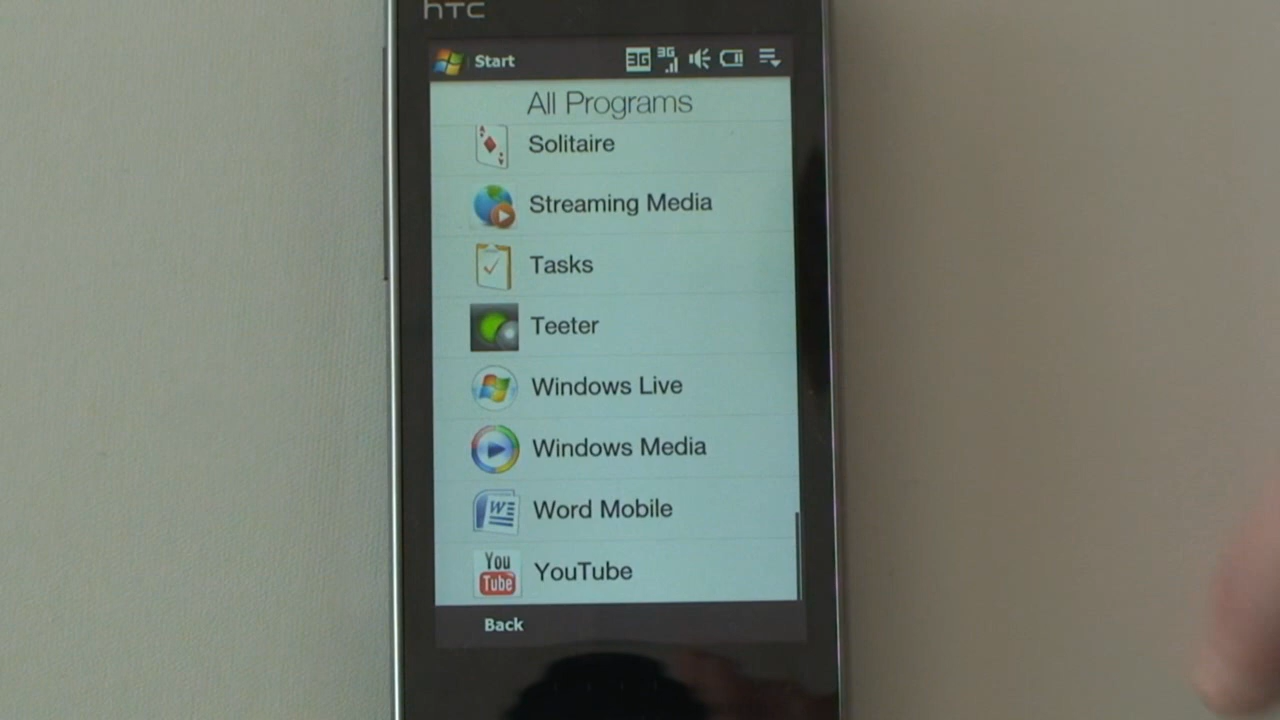 hTC
Start
3G
3G
All Programs
Solitaire
Streaming Media
Tasks
Teeter
Windows Live
Windows Media
W
Word Mobile
You
Tube
YouTube
Back